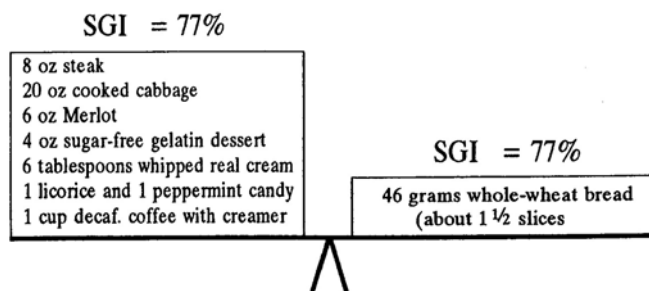 SGI = 77%
8 oz steak
20 oz cooked cabbage
6 oz Merlot
4 oz sugar-free gelatin dessert
6 tablespoons whipped real cream
1 licorice and 1 peppermint candy
1 cup decaf. coffee with creamer
SGI = 77%
46 grams whole-wheat bread
(about 1 ½ slices